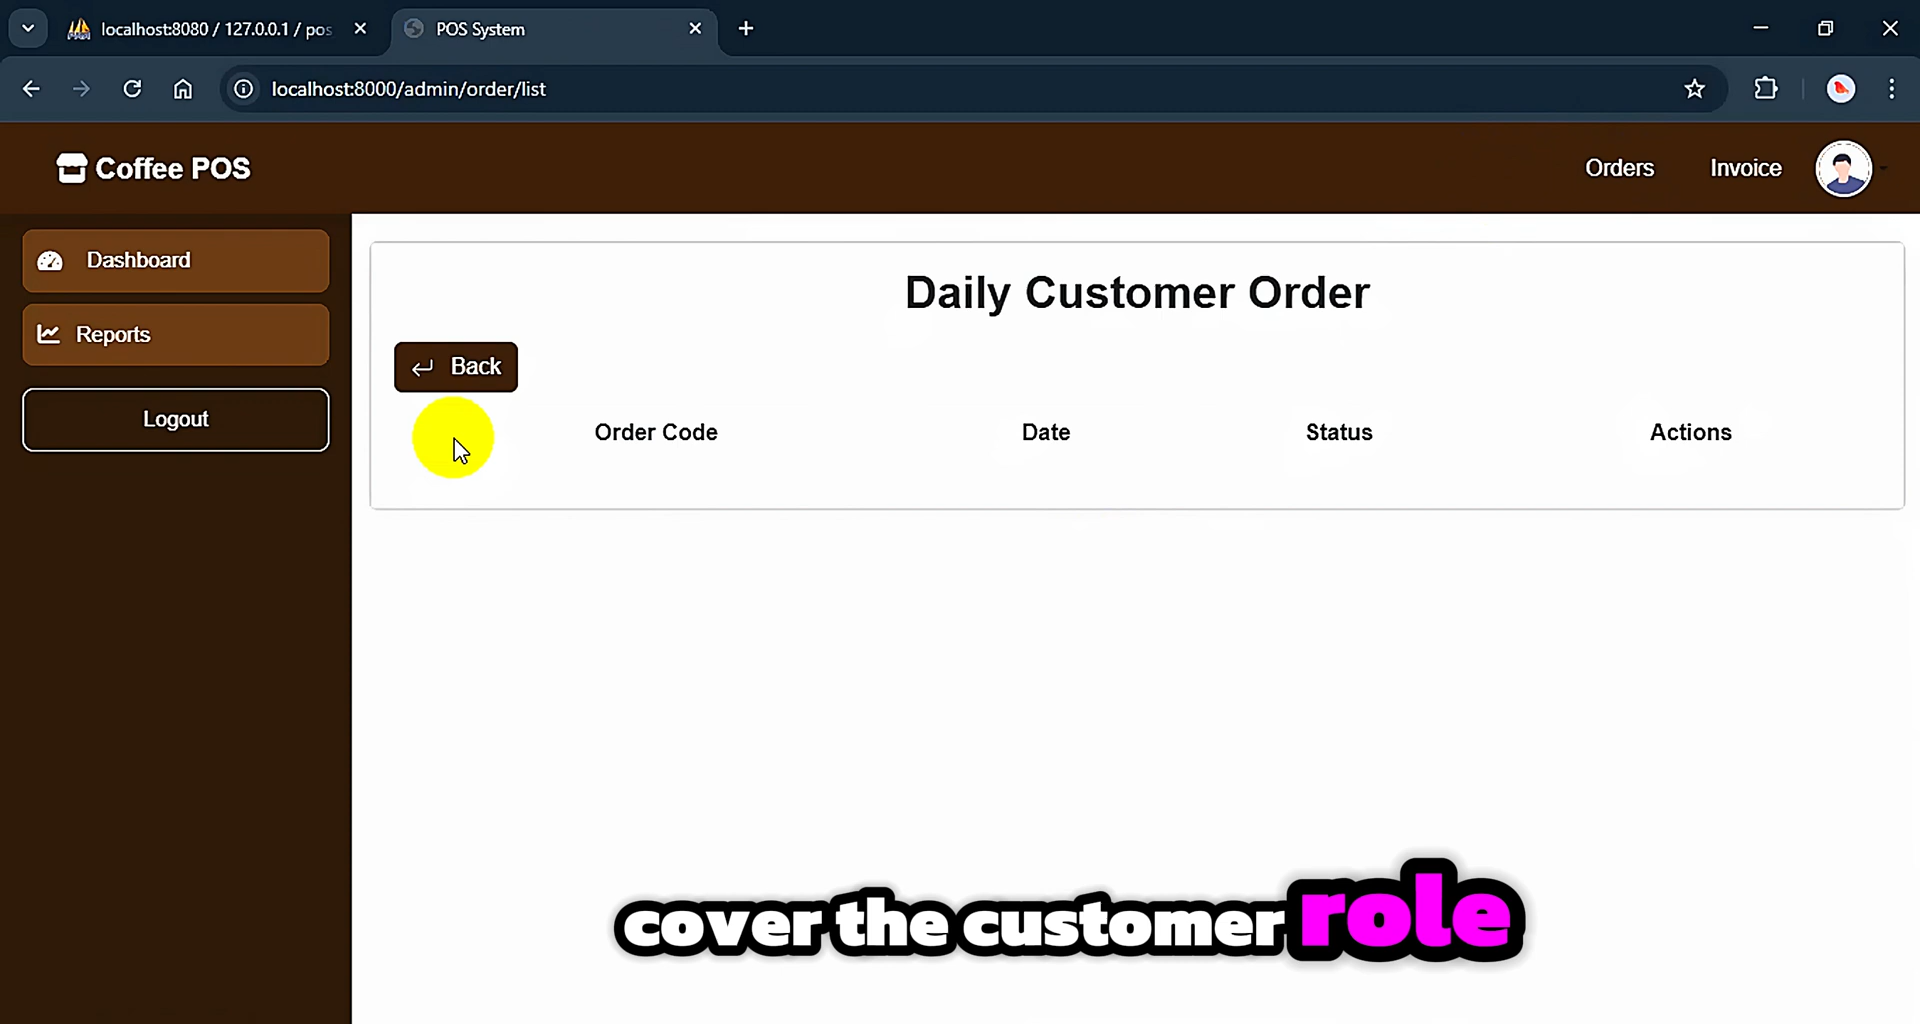 localhost:8080 / 127.0.0.1 / pos
POS System
localhost:8000/admin/order/list
Coffee POS
Orders
Invoice
Dashboard
Reports
Logout
Daily Customer Order
Back
Order Code
Date
Status
Actions
cover the customer role